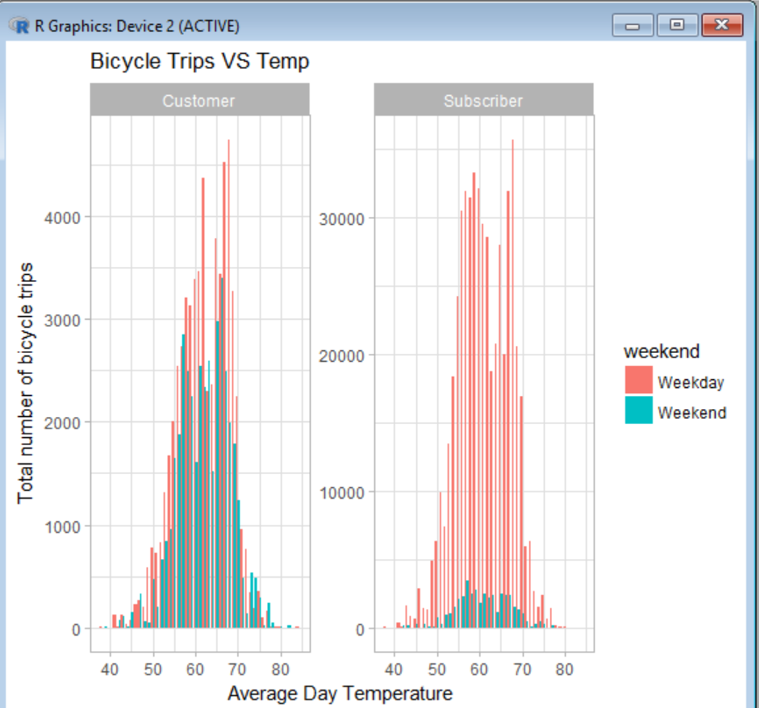 R Graphics: Device 2 (ACTIVE)
Bicycle Trips VS Temp
Customer
Subscriber
Total number of bicycle trips
4000
3000
2000
1000
0
40 50 60 70 80
30000
20000
10000
0
40 50 60 70 80
Average Day Temperature
weekend
Weekday
Weekend